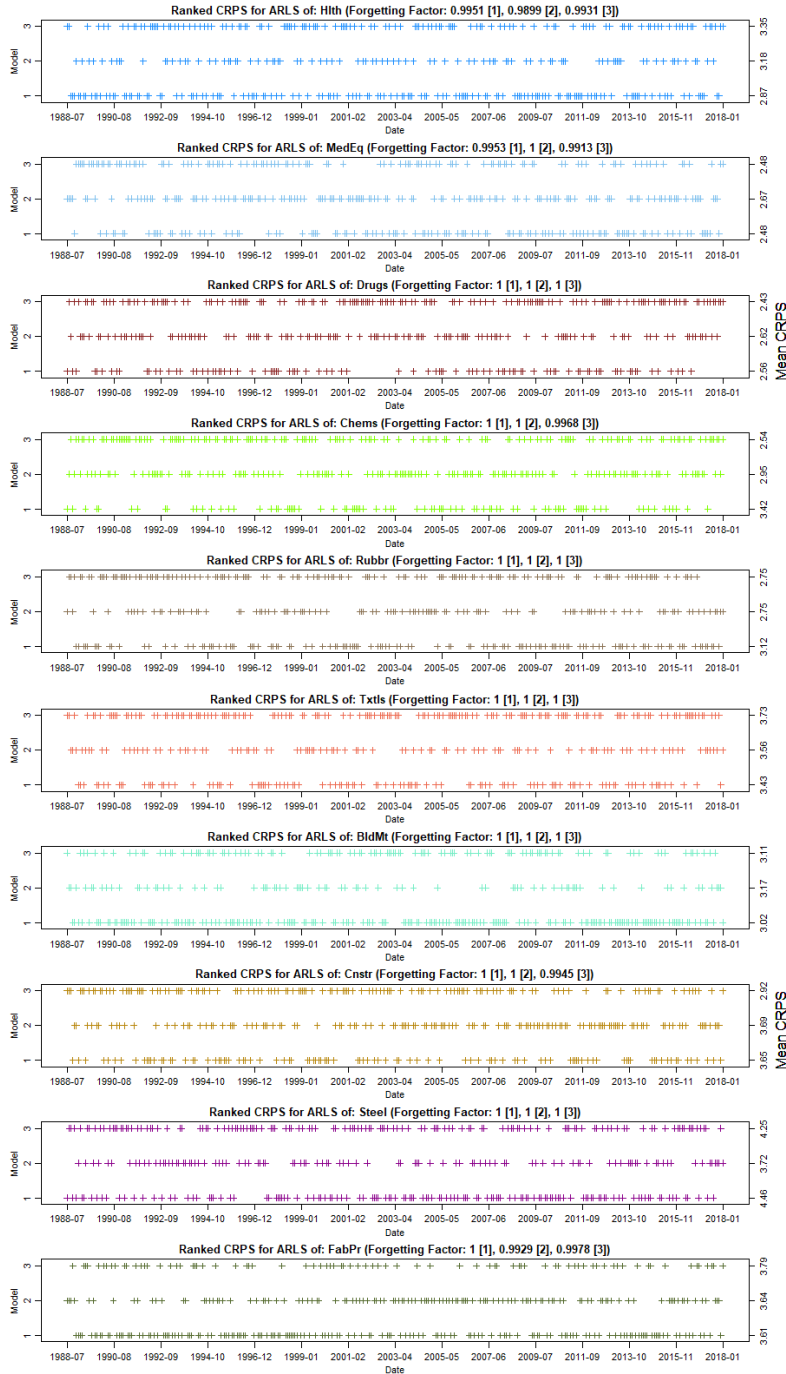 Ranked CRPS for ARLS of: Hlth (Forgetting Factor: 0.9951 [1], 0.9899 [2], 0.9931 [3])
Model
1 2 3
2.87 3.18 3.35
1988-07 1990-08 1992-09 1994-10 1996-12 1999-01 2001-02 2003-04 2005-05 2007-06 2009-07 2011-09 2013-10 2015-11 2018-01
Date
Ranked CRPS for ARLS of: MedEq (Forgetting Factor: 0.9953 [1], 1 [2], 0.9913 [3])
Model
1 2 3
2.48 2.67 2.48
1988-07 1990-08 1992-09 1994-10 1996-12 1999-01 2001-02 2003-04 2005-05 2007-06 2009-07 2011-09 2013-10 2015-11 2018-01
Date
Ranked CRPS for ARLS of: Drugs (Forgetting Factor: 1 [1], 1 [2], 1 [3])
Model
1 2 3
2.56 2.62 2.43
Mean CRPS
1988-07 1990-08 1992-09 1994-10 1996-12 1999-01 2001-02 2003-04 2005-05 2007-06 2009-07 2011-09 2013-10 2015-11 2018-01
Date
Ranked CRPS for ARLS of: Chems (Forgetting Factor: 1 [1], 1 [2], 0.9968 [3])
Model
1 2 3
3.42 2.95 2.54
1988-07 1990-08 1992-09 1994-10 1996-12 1999-01 2001-02 2003-04 2005-05 2007-06 2009-07 2011-09 2013-10 2015-11 2018-01
Date
Ranked CRPS for ARLS of: Rubbr (Forgetting Factor: 1 [1], 1 [2], 1 [3])
Model
1 2 3
3.12 2.75 2.75
1988-07 1990-08 1992-09 1994-10 1996-12 1999-01 2001-02 2003-04 2005-05 2007-06 2009-07 2011-09 2013-10 2015-11 2018-01
Date
Ranked CRPS for ARLS of: Txtls (Forgetting Factor: 1 [1], 1 [2], 1 [3])
Model
1 2 3
3.43 3.56 3.73
1988-07 1990-08 1992-09 1994-10 1996-12 1999-01 2001-02 2003-04 2005-05 2007-06 2009-07 2011-09 2013-10 2015-11 2018-01
Date
Ranked CRPS for ARLS of: BldMt (Forgetting Factor: 1 [1], 1 [2], 1 [3])
Model
1 2 3
3.02 3.17 3.11
1988-07 1990-08 1992-09 1994-10 1996-12 1999-01 2001-02 2003-04 2005-05 2007-06 2009-07 2011-09 2013-10 2015-11 2018-01
Date
Ranked CRPS for ARLS of: Cnstr (Forgetting Factor: 1 [1], 1 [2], 0.9945 [3])
Model
1 2 3
3.65 3.69 2.92
Mean CRPS
1988-07 1990-08 1992-09 1994-10 1996-12 1999-01 2001-02 2003-04 2005-05 2007-06 2009-07 2011-09 2013-10 2015-11 2018-01
Date
Ranked CRPS for ARLS of: Steel (Forgetting Factor: 1 [1], 1 [2], 1 [3])
Model
1 2 3
4.46 3.72 4.25
1988-07 1990-08 1992-09 1994-10 1996-12 1999-01 2001-02 2003-04 2005-05 2007-06 2009-07 2011-09 2013-10 2015-11 2018-01
Date
Ranked CRPS for ARLS of: FabPr (Forgetting Factor: 1 [1], 0.9929 [2], 0.9978 [3])
Model
1 2 3
3.61 3.64 3.79
1988-07 1990-08 1992-09 1994-10 1996-12 1999-01 2001-02 2003-04 2005-05 2007-06 2009-07 2011-09 2013-10 2015-11 2018-01
Date